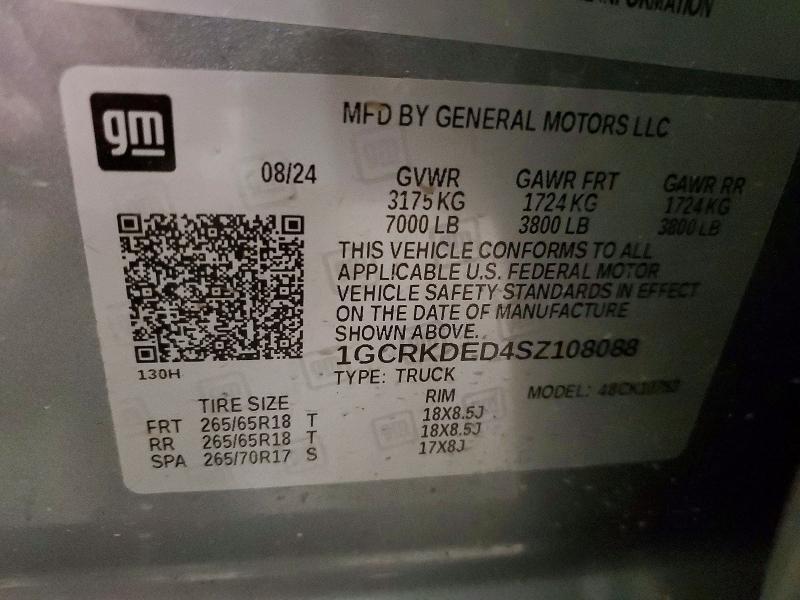 INFORMATION
gm
MFD BY GENERAL MOTORS LLC
08/24
GVWR GAWR FRT GAWR RR
3175 KG 1724 KG 1724 KG
7000 LB 3800 LB 3800 LB
THIS VEHICLE CONFORMS TO ALL
APPLICABLE U.S. FEDERAL MOTOR
VEHICLE SAFETY STANDARDS IN EFFECT
ON THE DATE OF MANUFACTURE
SHOWN ABOVE.
1GCRKDED4SZ108088
130H
TYPE: TRUCK
MODEL:
TIRE SIZE RIM
FRT 265/65R18 T 18X8.5J
RR 265/65R18 T 18X8.5J
SPA 265/70R17 S 17X8J